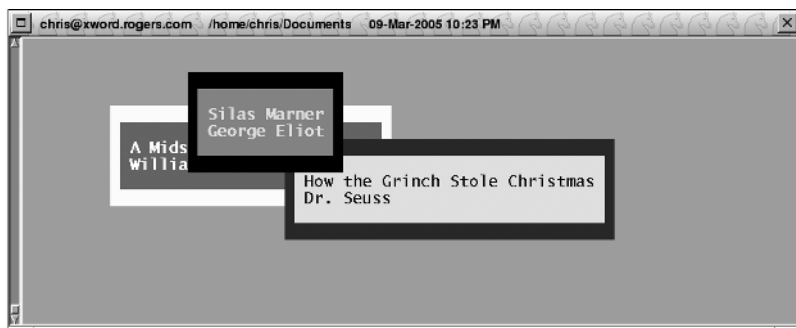 chris@xword.rogers.com /home/chris/Documents 09-Mar-2005 10:23 PM
Silas Marner
George Eliot
A Mids
Willia
How the Grinch Stole Christmas
Dr. Seuss